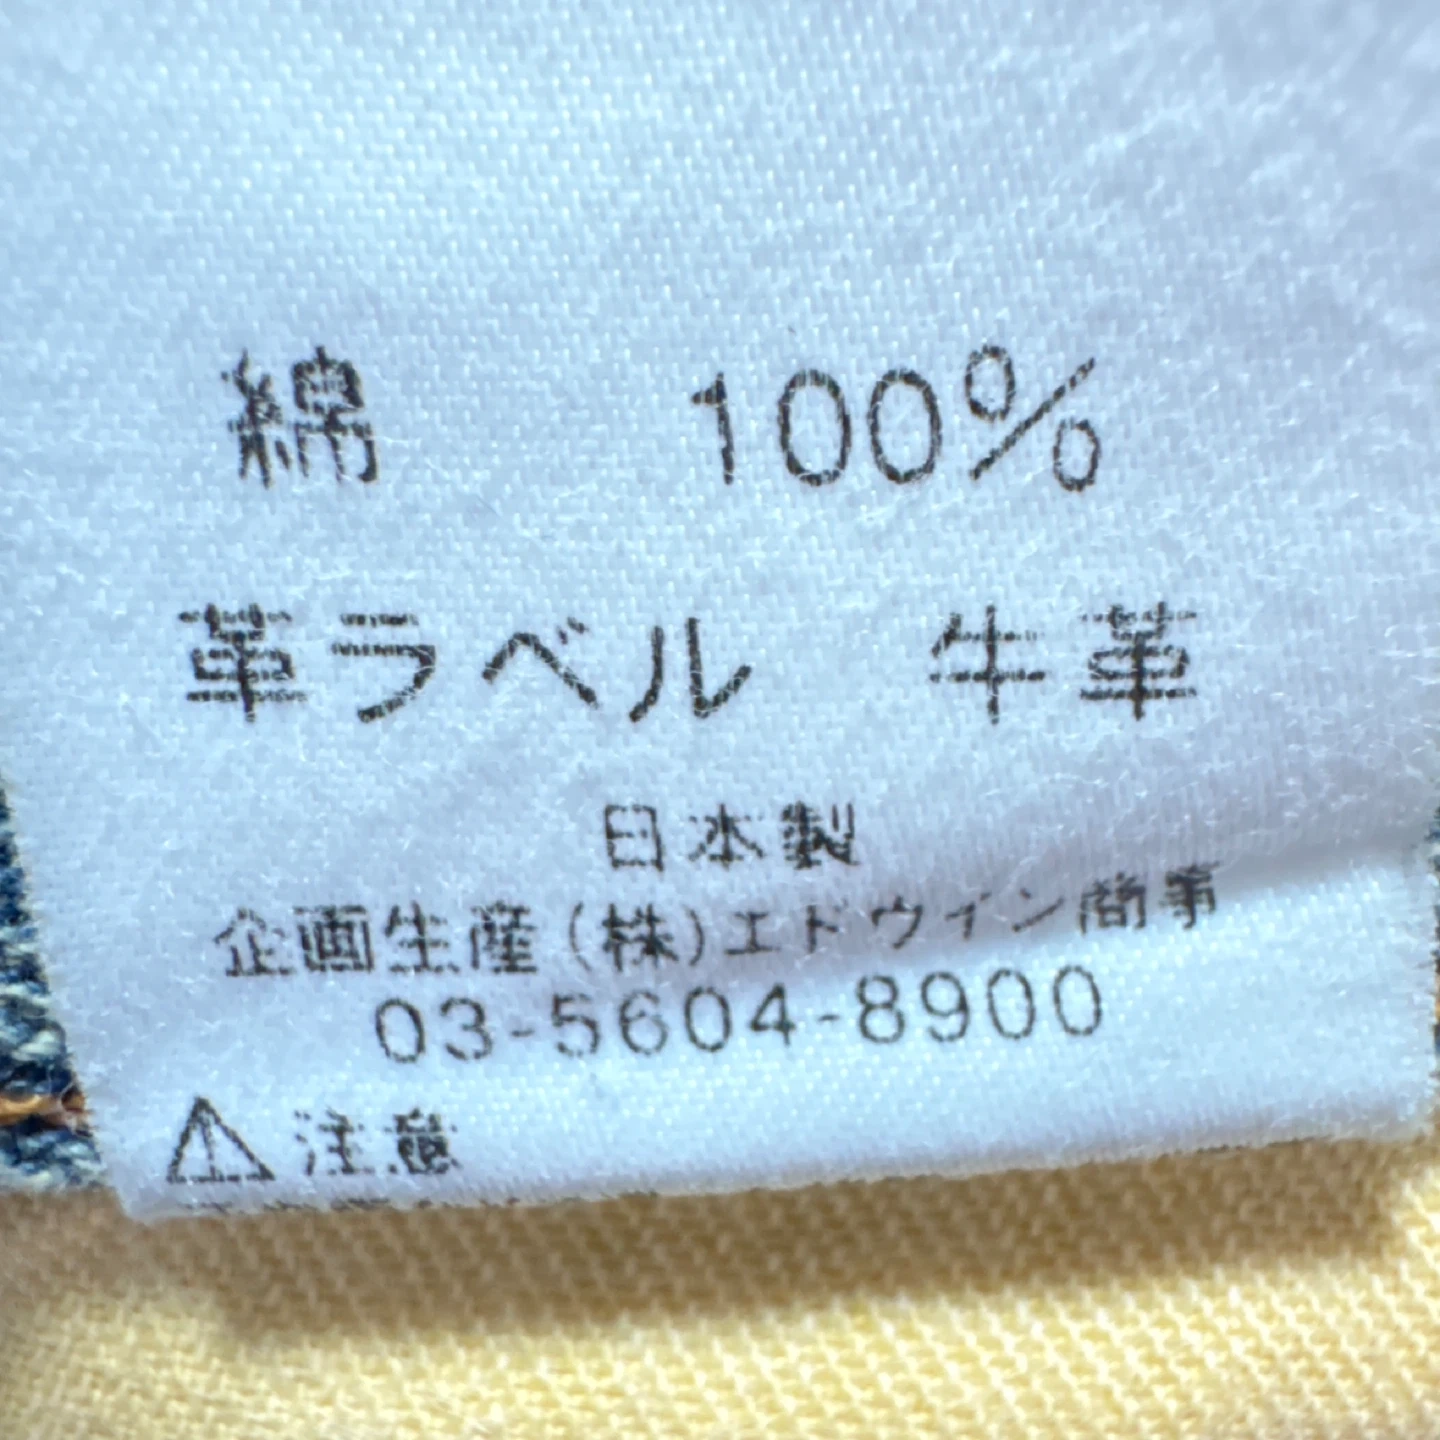 綿 100%
革ラベル 牛革
日本製
企画生産(株)エドウイン商事
03-5604-8900
⚠注意